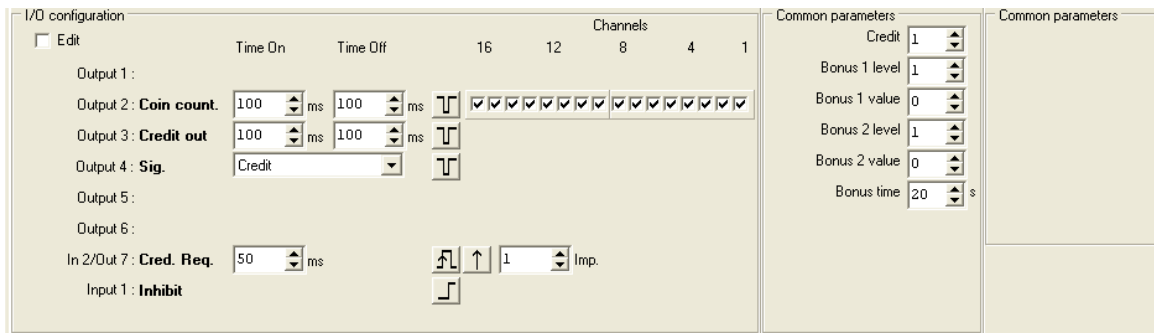 I/O configuration
Edit
Time On Time Off
Channels
16 12 8 4 1
Output 1 :
Output 2 : Coin count. 100 ms 100 ms
Output 3 : Credit out 100 ms 100 ms
Output 4 : Sig. Credit
Output 5 :
Output 6 :
In 2/Out 7 : Cred. Req. 50 ms 1 Imp.
Input 1 : Inhibit
Common parameters
Credit 1
Bonus 1 level 1
Bonus 1 value 0
Bonus 2 level 1
Bonus 2 value 0
Bonus time 20 s
Common parameters